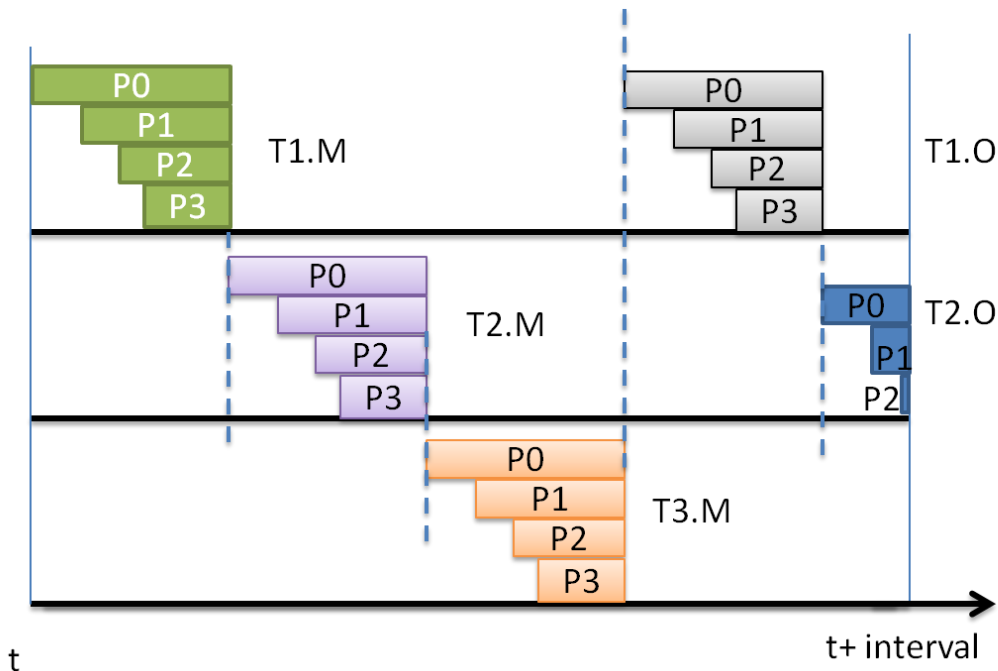 P0
P1
P2
P3
T1.M
P0
P1
P2
P3
T1.O
P0
P1
P2
P3
T2.M
P0
P1
P2
T2.O
P0
P1
P2
P3
T3.M
t
t+ interval